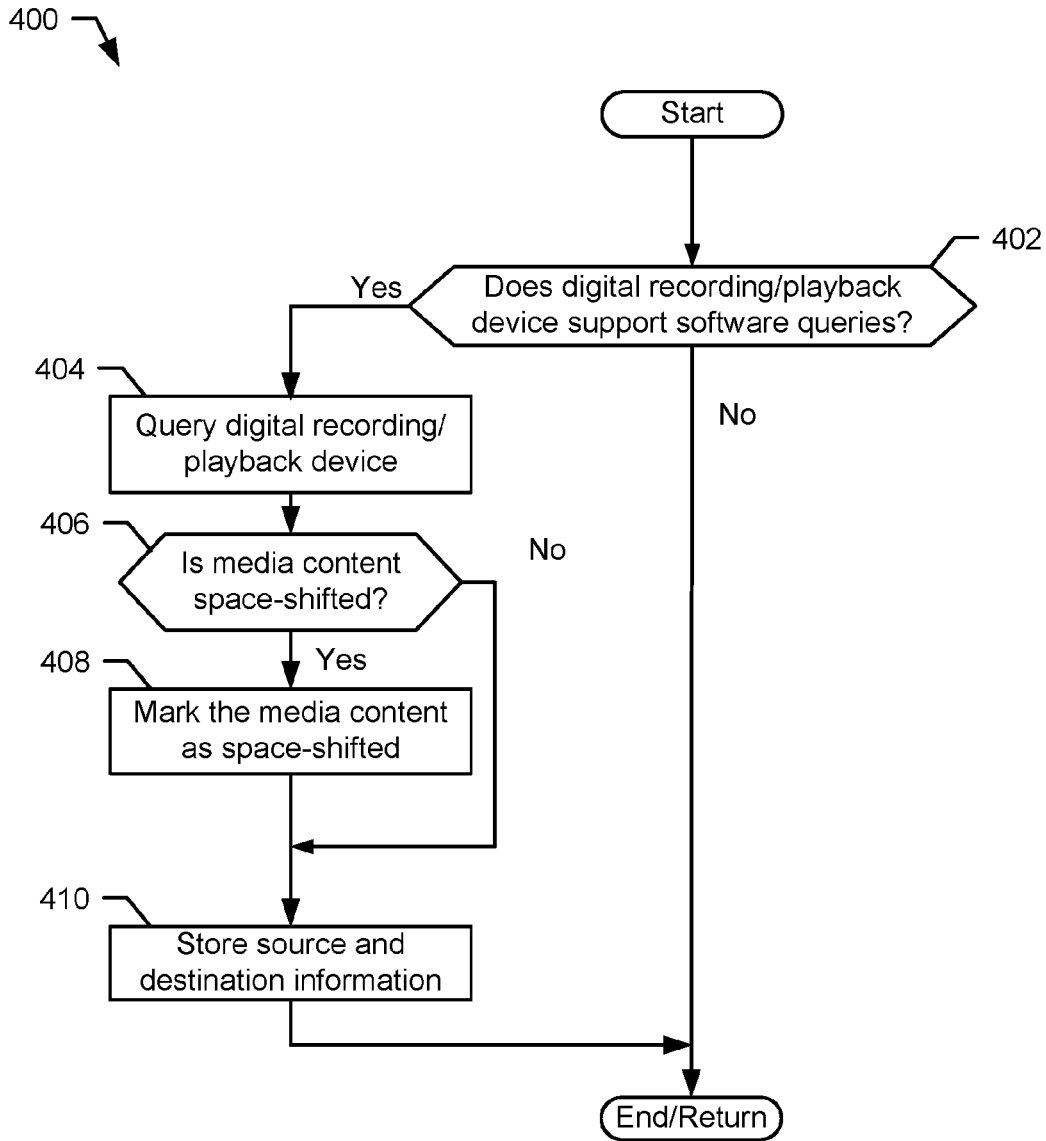 400
Start
402
Yes
Does digital recording/playback
device support software queries?
404
No
Query digital recording/
playback device
406
No
Is media content
space-shifted?
Yes
408
Mark the media content
as space-shifted
410
Store source and
destination information
End/Return